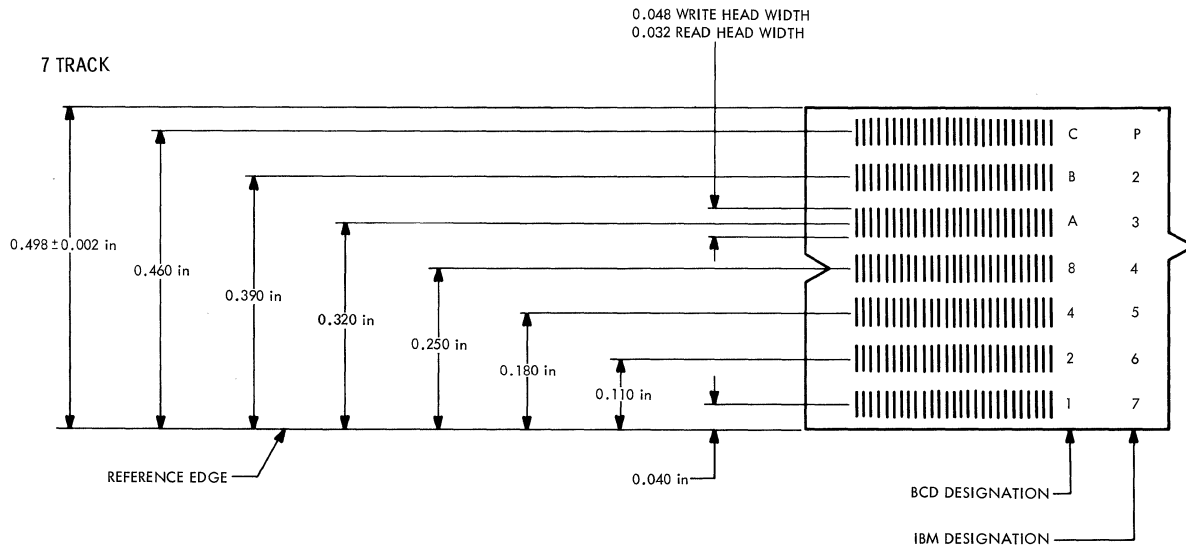 0.048 WRITE HEAD WIDTH
0.032 READ HEAD WIDTH
7 TRACK
C P
B 2
A 3
0.498 ± 0.002 in
0.460 in
8 4
0.390 in
0.320 in
4 5
0.250 in
0.180 in
2 6
0.110 in
1 7
REFERENCE EDGE
0.040 in
BCD DESIGNATION
IBM DESIGNATION